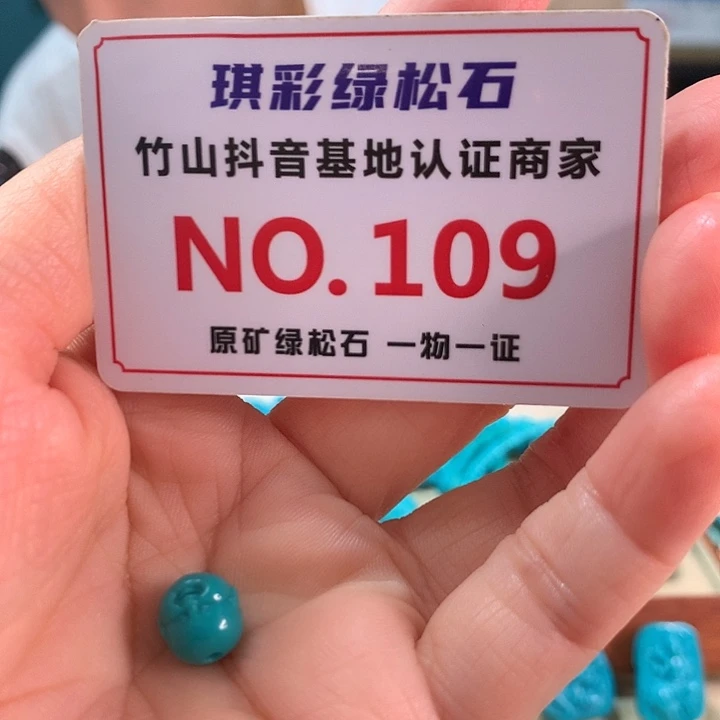 琪彩绿松石
竹山抖音基地认证商家
NO.109
原矿绿松石 一物一证